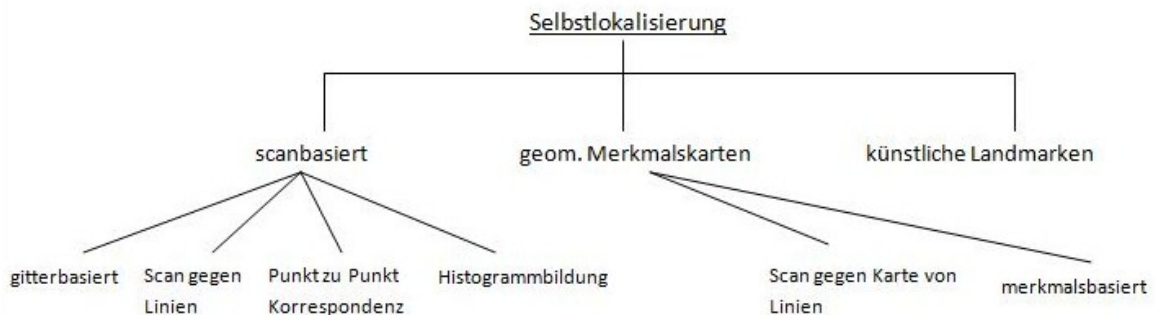 Selbstlokalisierung
scanbasiert
geom. Merkmalskarten
künstliche Landmarken
gitterbasiert
Scan gegen
Linien
Punkt zu Punkt
Korrespondenz
Histogrammbildung
Scan gegen Karte von
Linien
merkmalsbasiert